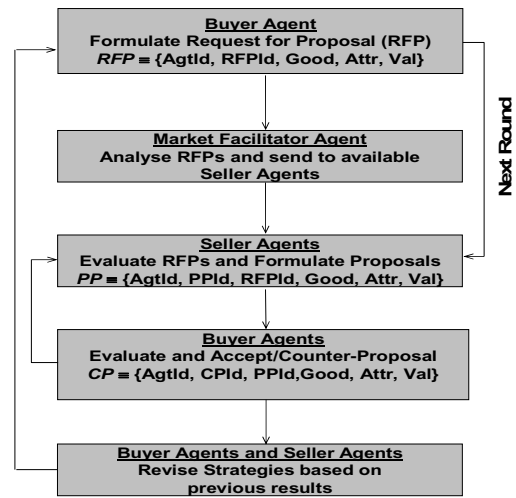 Buyer Agent
Formulate Request for Proposal (RFP)
RFP ≡ {AgtId, RFPId, Good, Attr, Val}
Market Facilitator Agent
Analyse RFPs and send to available
Seller Agents
Next Round
Seller Agents
Evaluate RFPs and Formulate Proposals
PP ≡ {AgtId, PPId, RFPId, Good, Attr, Val}
Buyer Agents
Evaluate and Accept/Counter-Proposal
CP ≡ {AgtId, CPId, PPId,Good, Attr, Val}
Buyer Agents and Seller Agents
Revise Strategies based on
previous results